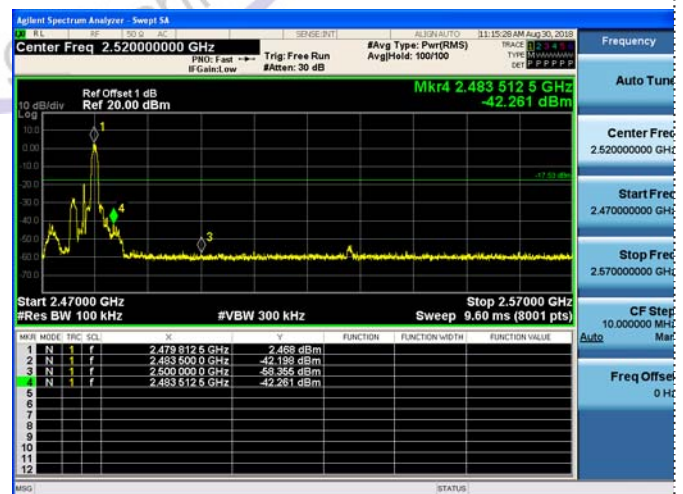 Agilent Spectrum Analyzer - Swept SA
RL RF 50 Ω AC SENSE:INT ALIGN AUTO 11:15:28 AM Aug 30, 2018
Center Freq 2.520000000 GHz #Avg Type: Pwr(RMS) TRACE 1 2 3 4 5 6
PNO: Fast Trig: Free Run Avg|Hold: 100/100 TYPE M
IFGain:Low #Atten: 30 dB DET P P P P P P
Frequency
Mkr4 2.483 512 5 GHz
Ref Offset 1 dB
10 dB/div Ref 20.00 dBm -42.261 dBm
Log
10.0
0.00
-10.0
-17.53 dBm
-20.0
-30.0
-40.0
-50.0
-60.0
-70.0
1
4
3
Start 2.47000 GHz Stop 2.57000 GHz
#Res BW 100 kHz #VBW 300 kHz Sweep 9.60 ms (8001 pts)
MKR MODE TRC SCL X Y FUNCTION FUNCTION WIDTH FUNCTION VALUE
1 N 1 f 2.479 812 5 GHz 2.468 dBm
2 N 1 f 2.483 500 0 GHz -42.198 dBm
3 N 1 f 2.500 000 0 GHz -58.355 dBm
4 N 1 f 2.483 512 5 GHz -42.261 dBm
5
6
7
8
9
10
11
12
MSG STATUS
Auto Tune
Center Freq
2.520000000 GHz
Start Freq
2.470000000 GHz
Stop Freq
2.570000000 GHz
CF Step
10.000000 MHz
Auto Man
Freq Offset
0 Hz